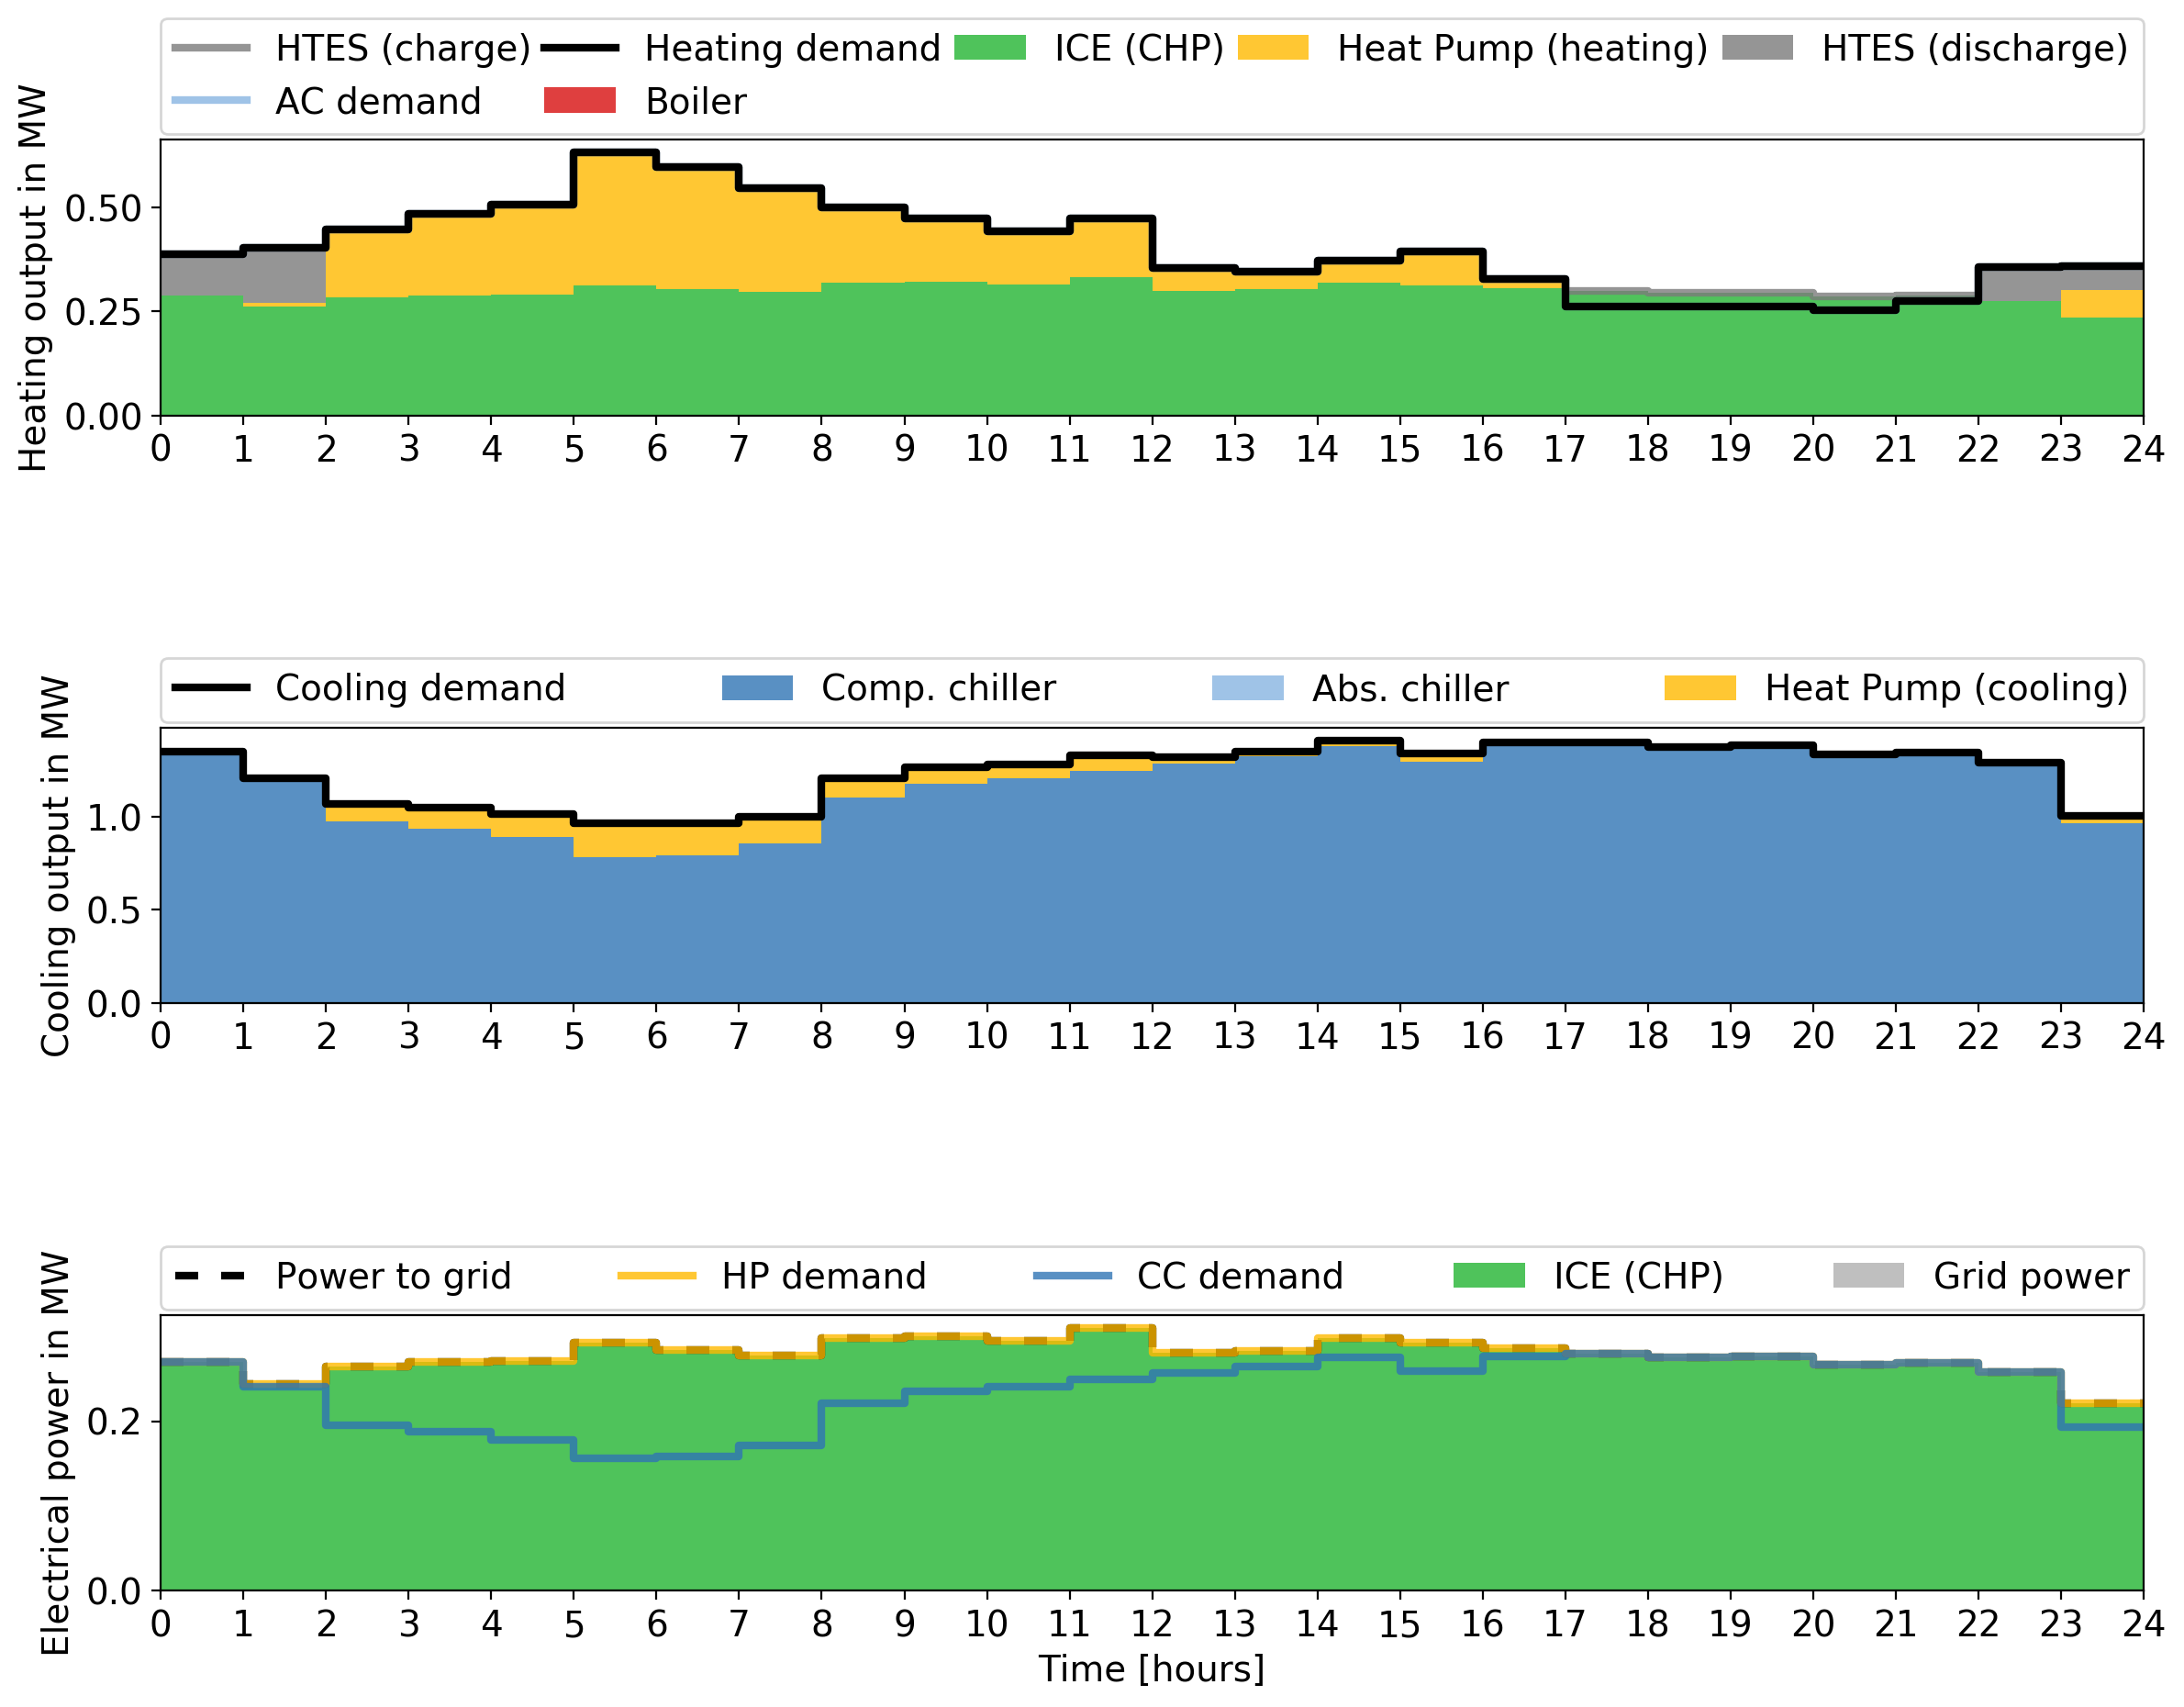 HTES (charge) Heating demand ICE (CHP) Heat Pump (heating) HTES (discharge)
AC demand Boiler
Heating output in MW
0.50
0.25
0.00
0 1 2 3 4 5 6 7 8 9 10 11 12 13 14 15 16 17 18 19 20 21 22 23 24
Cooling demand Comp. chiller Abs. chiller Heat Pump (cooling)
Cooling output in MW
1.0
0.5
0.0
0 1 2 3 4 5 6 7 8 9 10 11 12 13 14 15 16 17 18 19 20 21 22 23 24
Power to grid HP demand CC demand ICE (CHP) Grid power
Electrical power in MW
0.2
0.0
0 1 2 3 4 5 6 7 8 9 10 11 12 13 14 15 16 17 18 19 20 21 22 23 24
Time [hours]